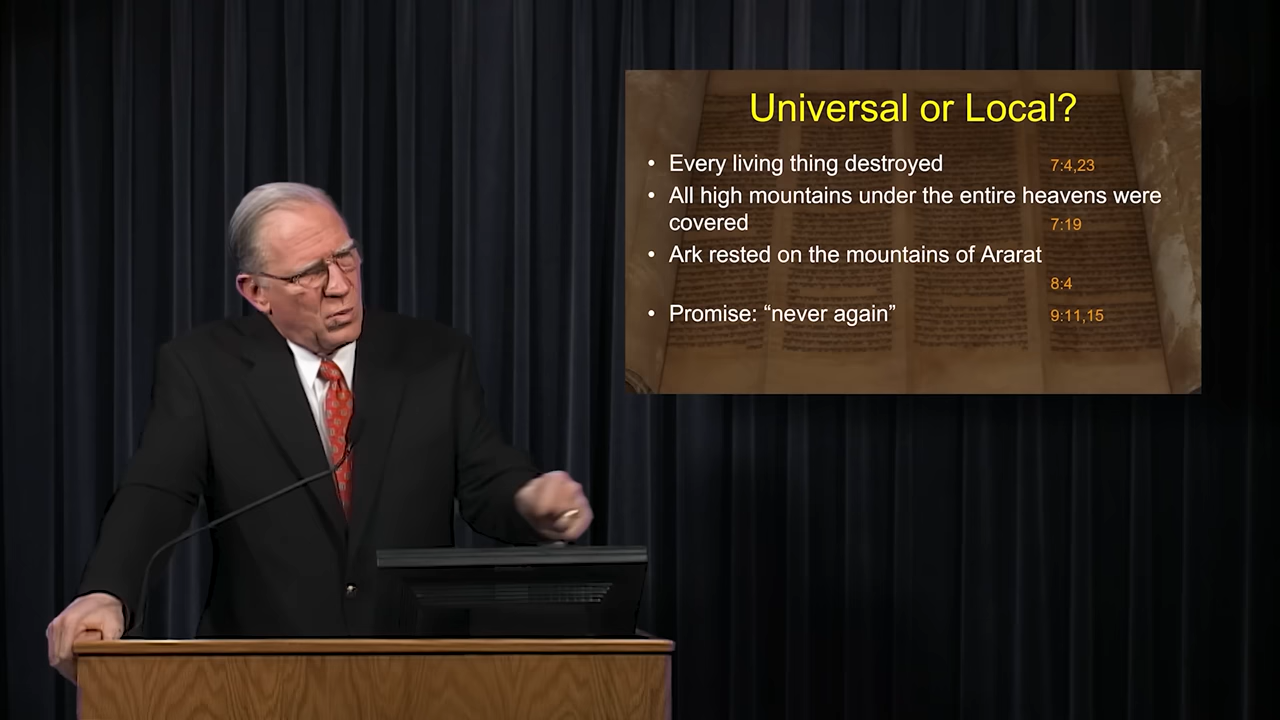 Universal or Local?
• Every living thing destroyed 7:4,23
• All high mountains under the entire heavens were
covered 7:19
• Ark rested on the mountains of Ararat
8:4
• Promise: “never again” 9:11,15